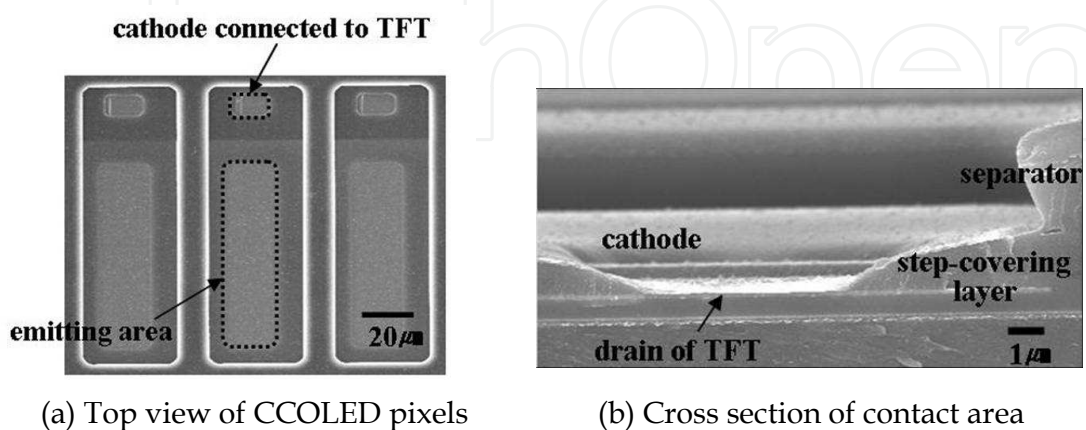 cathode connected to TFT
emitting area
20㎛
(a) Top view of CCOLED pixels
separator
cathode
step-covering
layer
drain of TFT
1㎛
(b) Cross section of contact area